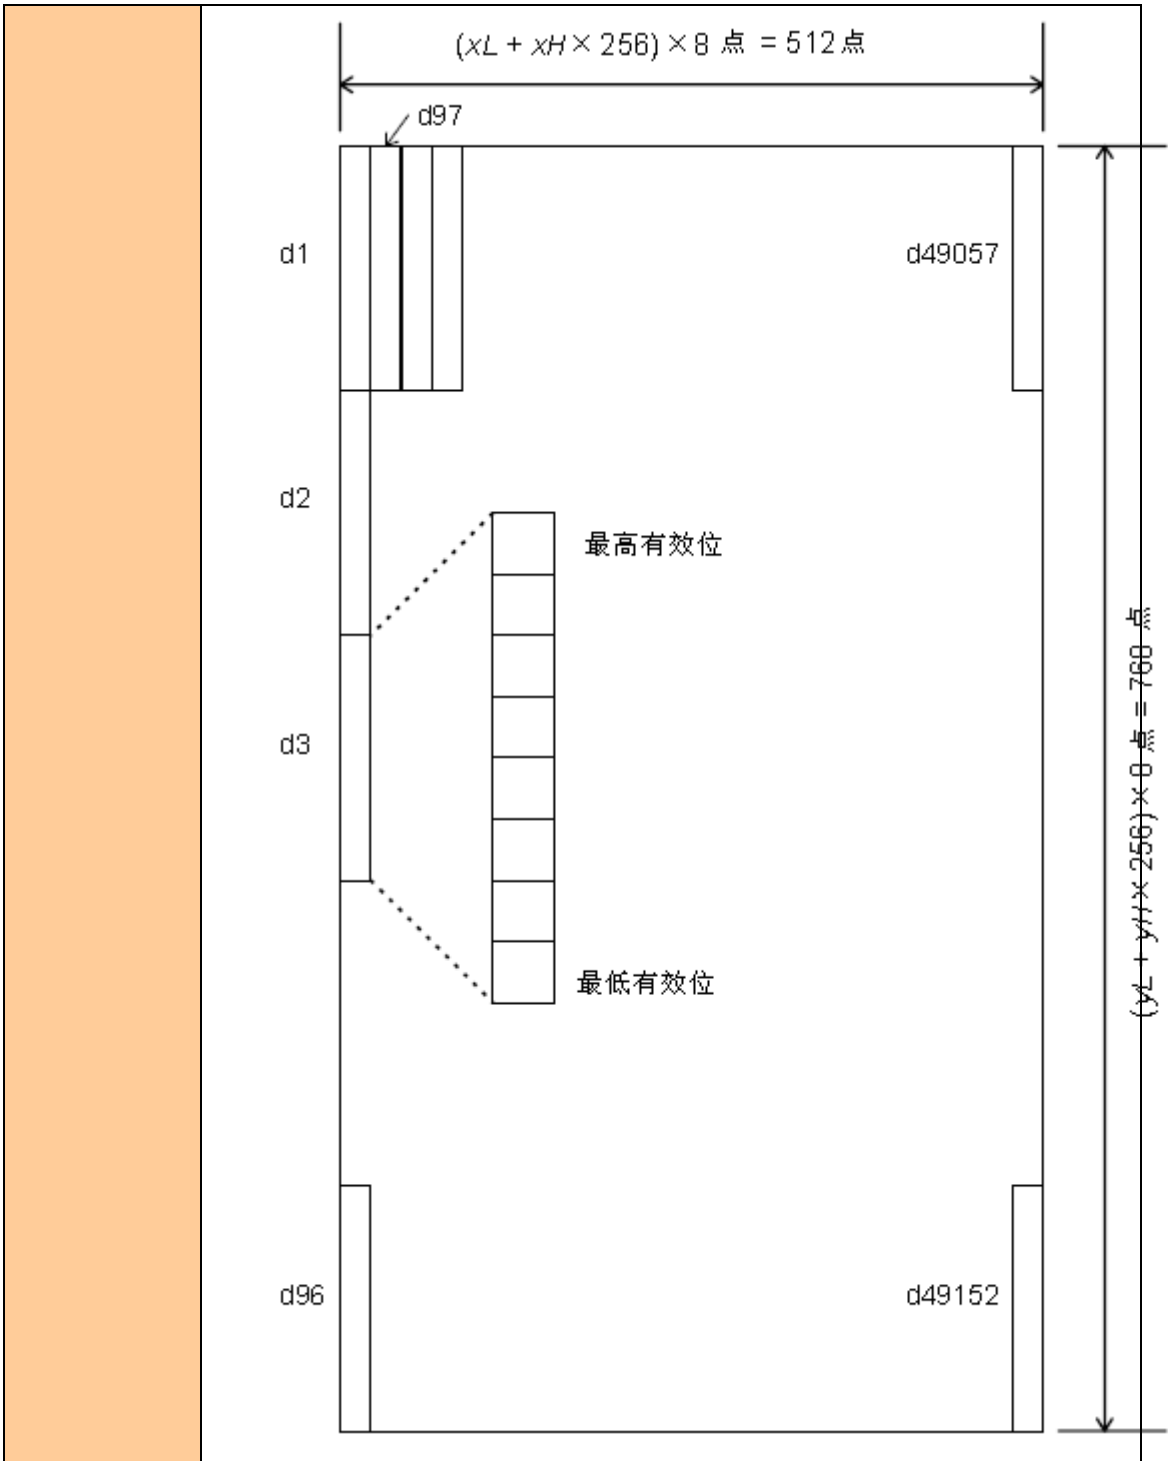 (xL + xH × 256) × 8 点 = 512点
d97
d1
d49057
d2
最高有效位
d3
(yL + yH × 256) × 8 点 = 768 点
最低有效位
d96
d49152